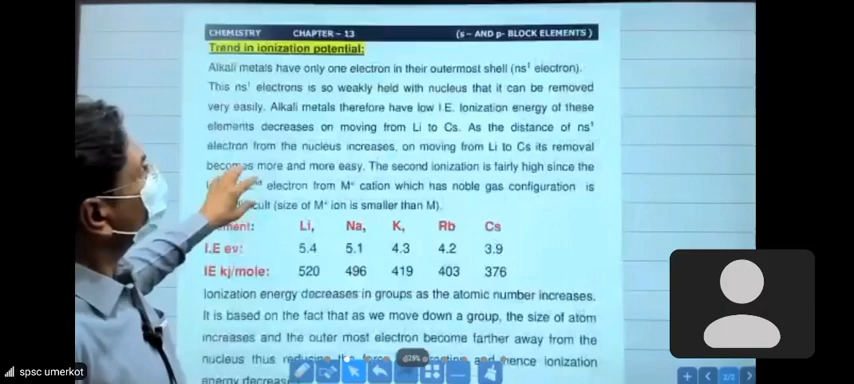 CHEMISTRY CHAPTER - 13 (s - AND p- BLOCK ELEMENTS)
Trend in ionization potential:
Alkali metals have only one electron in their outermost shell (ns¹ electron).
This ns¹ electrons is so weakly held with nucleus that it can be removed
very easily. Alkali metals therefore have low I.E. Ionization energy of these
elements decreases on moving from Li to Cs. As the distance of ns¹
electron from the nucleus increases, on moving from Li to Cs its removal
becomes more and more easy. The second ionization is fairly high since the
electron from M⁺ cation which has noble gas configuration is
(size of M⁺ ion is smaller than M).
Li, Na, K, Rb Cs
I.E ev: 5.4 5.1 4.3 4.2 3.9
IE kj/mole: 520 496 419 403 376
Ionization energy decreases in groups as the atomic number increases.
It is based on the fact that as we move down a group, the size of atom
increases and the outer most electron become farther away from the
nucleus thus and hence ionization
energy
spsc umerkot
2/2